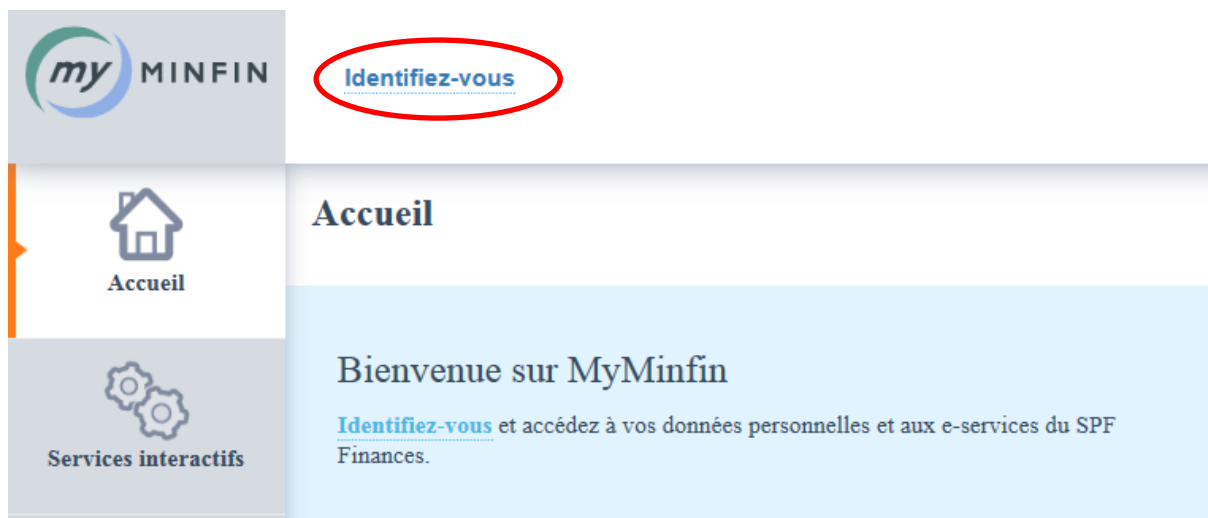 my MINFIN
Identifiez-vous
Accueil
Accueil
Bienvenue sur MyMinfin
Identifiez-vous et accédez à vos données personnelles et aux e-services du SPF
Finances.
Services interactifs